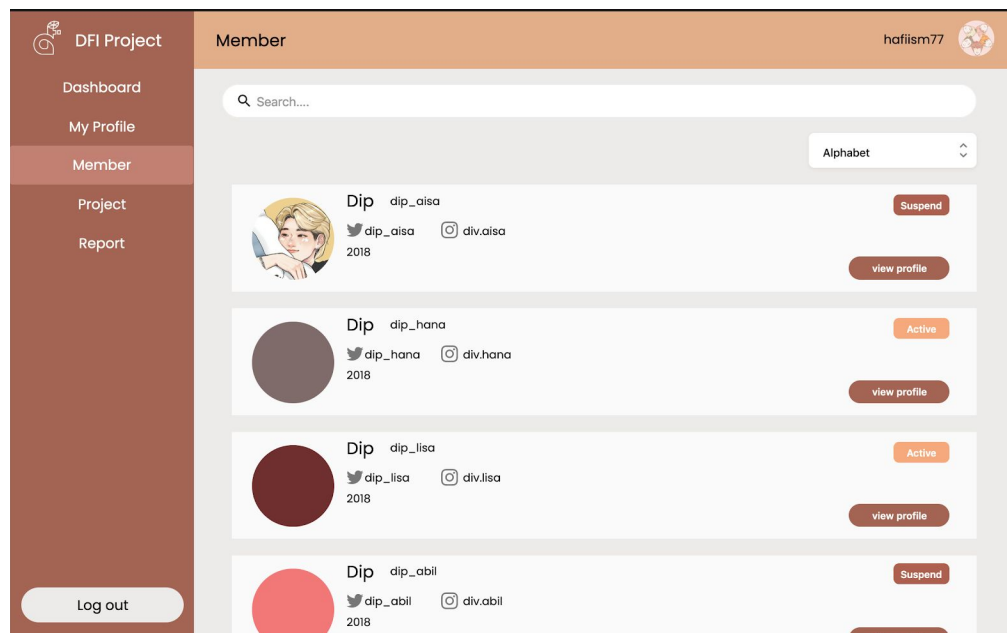 DFI Project
Dashboard
My Profile
Member
Project
Report
Log out
Member
hafiism77
Search....
Alphabet
Dip dip_aisa
Suspend
dip_aisa div.aisa
2018
view profile
Dip dip_hana
Active
dip_hana div.hana
2018
view profile
Dip dip_lisa
Active
dip_lisa div.lisa
2018
view profile
Dip dip_abil
Suspend
dip_abil div.abil
2018